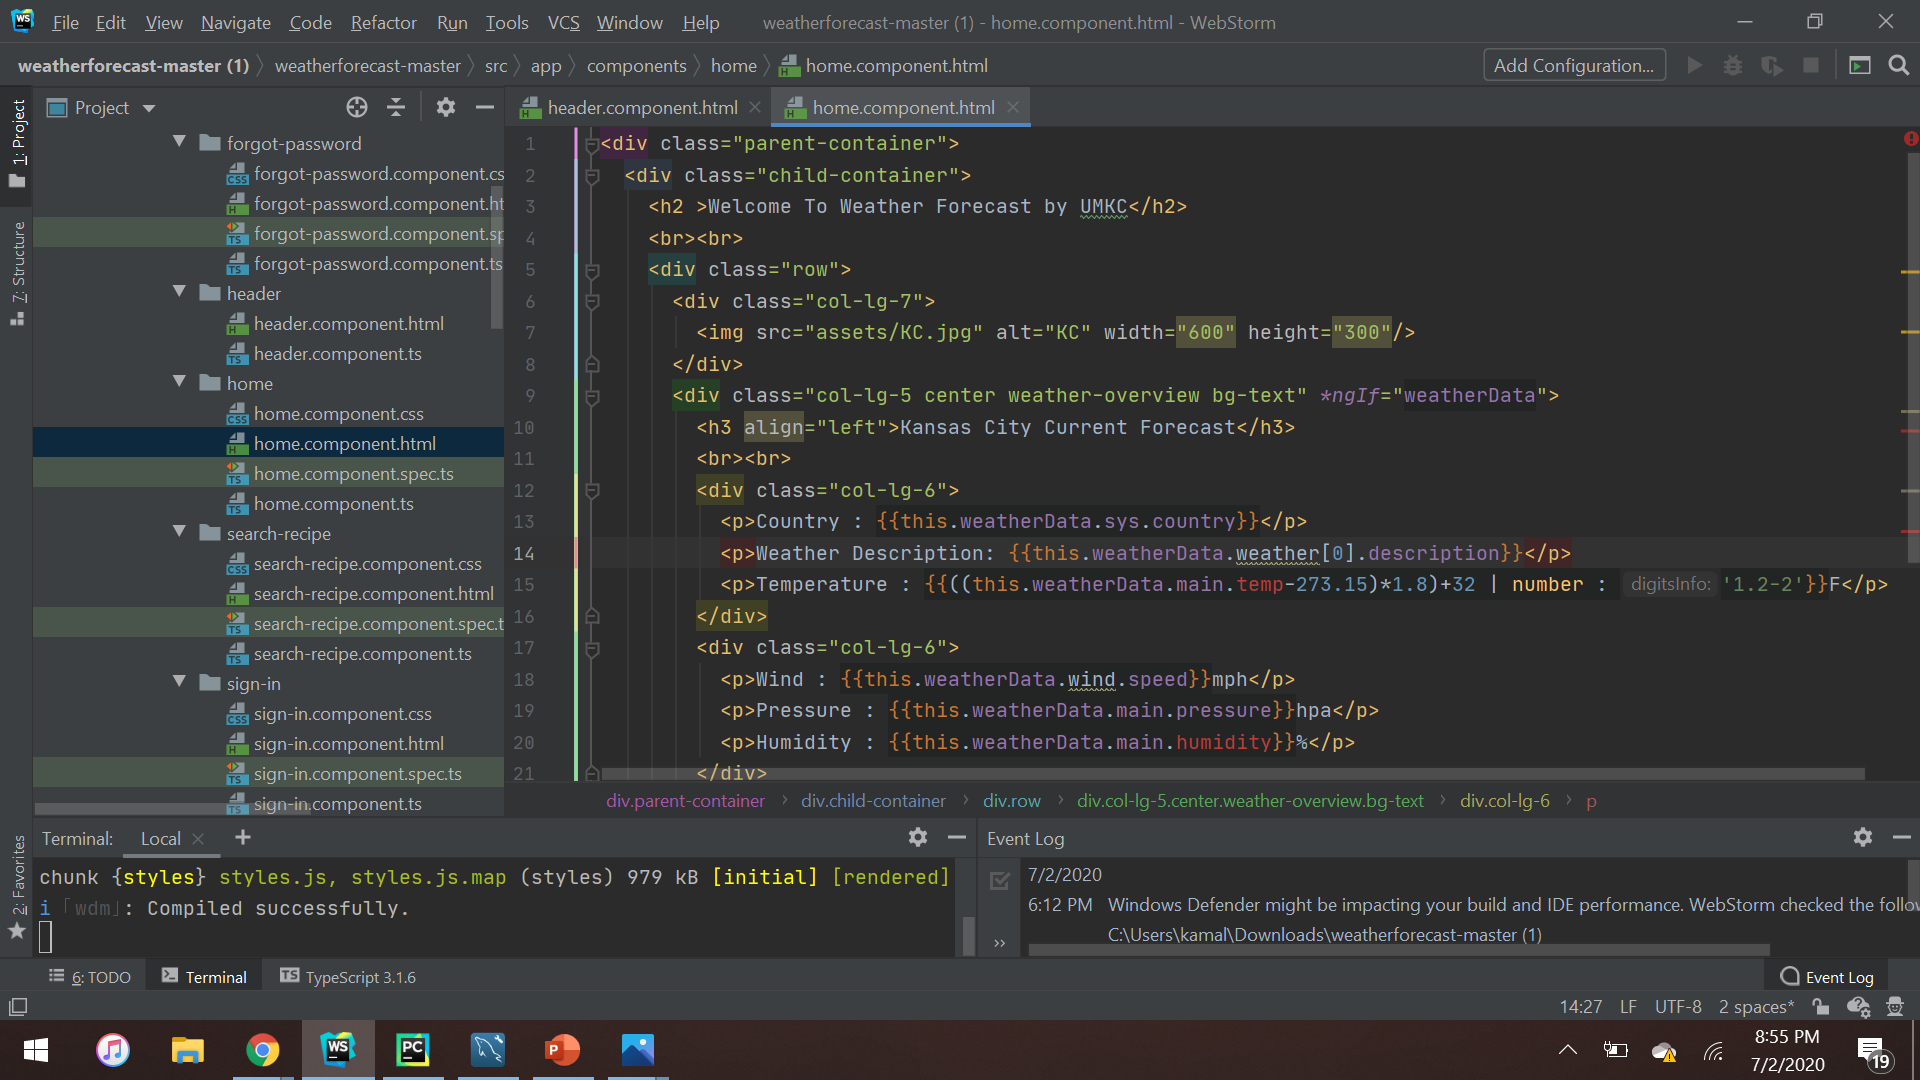 File Edit View Navigate Code Refactor Run Tools VCS Window Help weatherforecast-master (1) - home.component.html - WebStorm
weatherforecast-master (1) weatherforecast-master src app components home home.component.html Add Configuration...
1: Project
7: Structure
2: Favorites
Project
forgot-password
forgot-password.component.cs
forgot-password.component.ht
forgot-password.component.sp
forgot-password.component.ts
header
header.component.html
header.component.ts
home
home.component.css
home.component.html
home.component.spec.ts
home.component.ts
search-recipe
search-recipe.component.css
search-recipe.component.html
search-recipe.component.spec.t
search-recipe.component.ts
sign-in
sign-in.component.css
sign-in.component.html
sign-in.component.spec.ts
sign-in.component.ts
header.component.html home.component.html
1 <div class="parent-container">
2 <div class="child-container">
3 <h2 >Welcome To Weather Forecast by UMKC</h2>
4 <br><br>
5 <div class="row">
6 <div class="col-lg-7">
7 <img src="assets/KC.jpg" alt="KC" width="600" height="300"/>
8 </div>
9 <div class="col-lg-5 center weather-overview bg-text" *ngIf="weatherData">
10 <h3 align="left">Kansas City Current Forecast</h3>
11 <br><br>
12 <div class="col-lg-6">
13 <p>Country : {{this.weatherData.sys.country}}</p>
14 <p>Weather Description: {{this.weatherData.weather[0].description}}</p>
15 <p>Temperature : {{((this.weatherData.main.temp-273.15)*1.8)+32 | number : digitsInfo: '1.2-2'}}F</p>
16 </div>
17 <div class="col-lg-6">
18 <p>Wind : {{this.weatherData.wind.speed}}mph</p>
19 <p>Pressure : {{this.weatherData.main.pressure}}hpa</p>
20 <p>Humidity : {{this.weatherData.main.humidity}}%</p>
21 </div>
div.parent-container div.child-container div.row div.col-lg-5.center.weather-overview.bg-text div.col-lg-6 p
Terminal: Local
chunk {styles} styles.js, styles.js.map (styles) 979 kB [initial] [rendered]
i 「wdm」: Compiled successfully.
Event Log
7/2/2020
6:12 PM Windows Defender might be impacting your build and IDE performance. WebStorm checked the follow
C:\Users\kamal\Downloads\weatherforecast-master (1)
6: TODO Terminal TypeScript 3.1.6 Event Log
14:27 LF UTF-8 2 spaces*
8:55 PM
7/2/2020
19